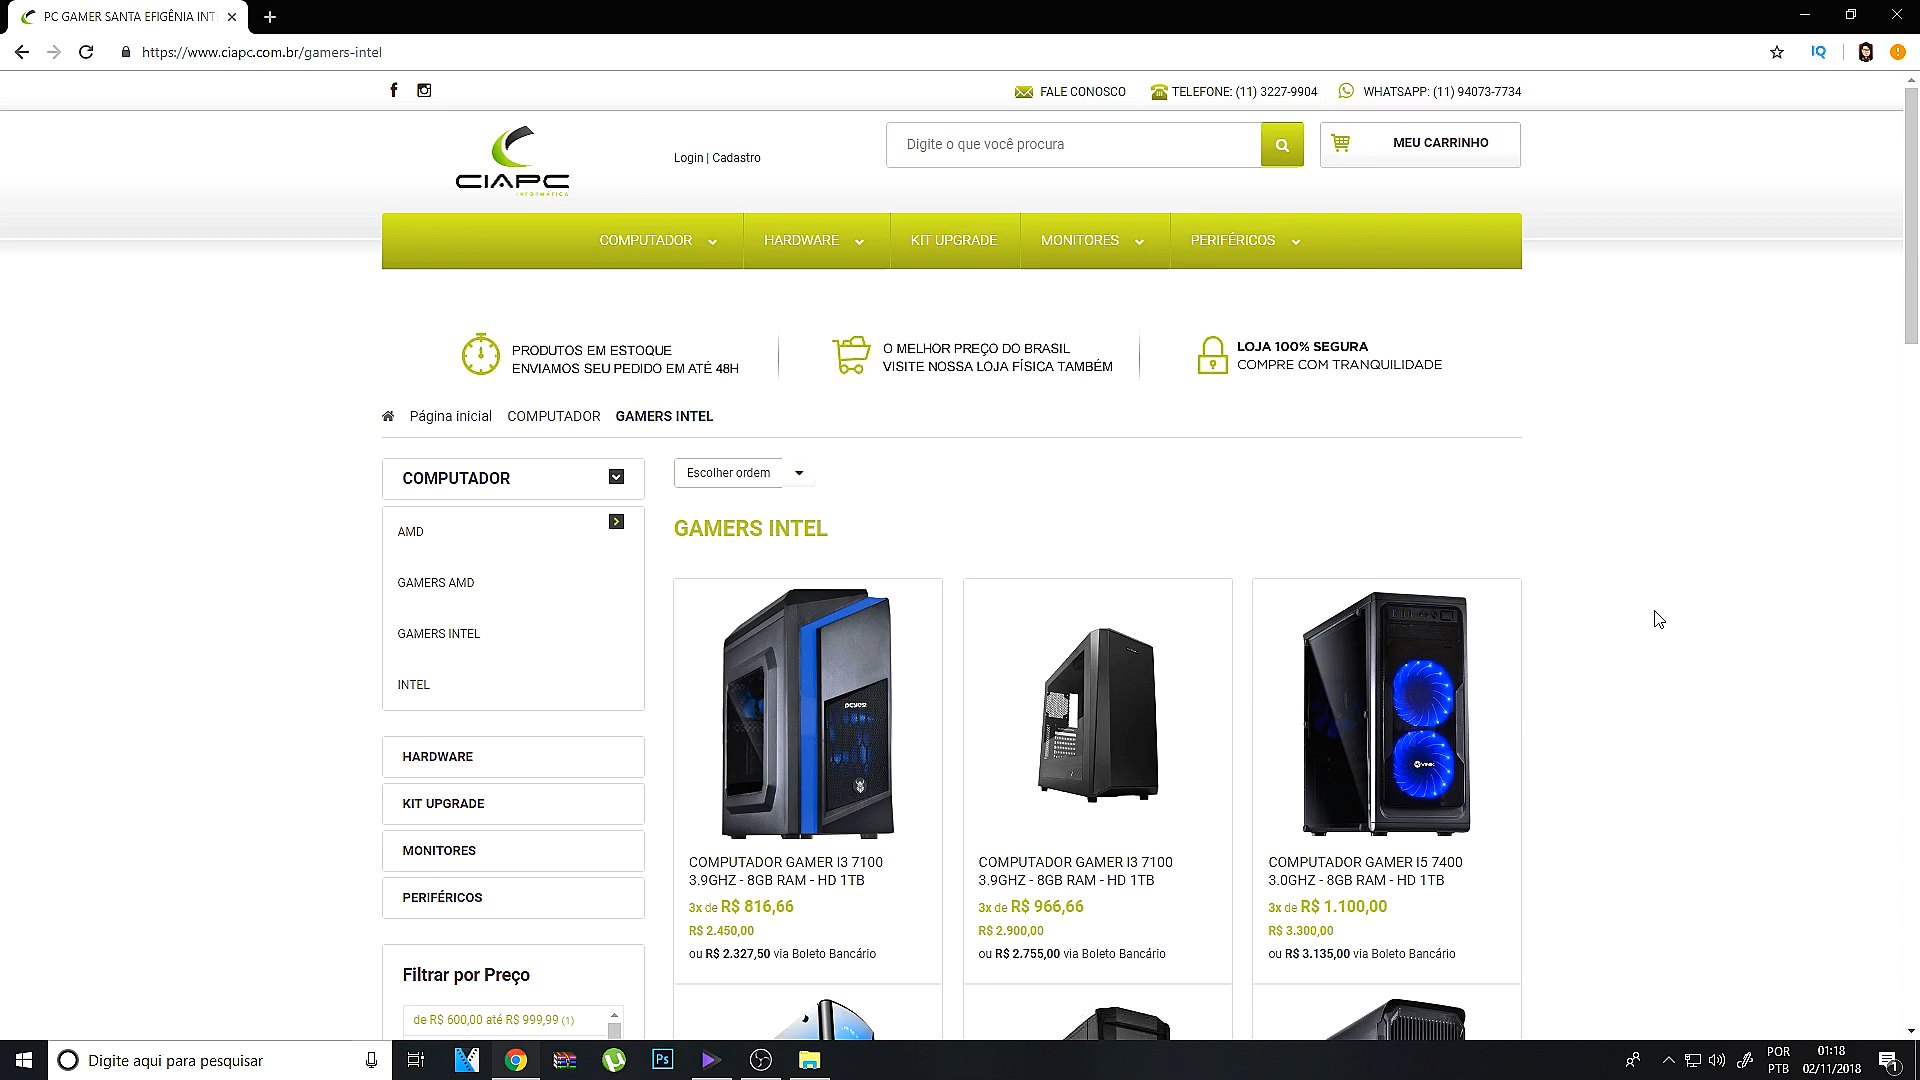 PC GAMER SANTA EFIGÊNIA INT
https://www.ciapc.com.br/gamers-intel
IQ
FALE CONOSCO
TELEFONE: (11) 3227-9904
WHATSAPP: (11) 94073-7734
CIAPC
INFORMÁTICA
Login | Cadastro
Digite o que você procura
MEU CARRINHO
COMPUTADOR
HARDWARE
KIT UPGRADE
MONITORES
PERIFÉRICOS
PRODUTOS EM ESTOQUE
ENVIAMOS SEU PEDIDO EM ATÉ 48H
O MELHOR PREÇO DO BRASIL
VISITE NOSSA LOJA FÍSICA TAMBÉM
LOJA 100% SEGURA
COMPRE COM TRANQUILIDADE
Página inicial COMPUTADOR GAMERS INTEL
COMPUTADOR
AMD
GAMERS AMD
GAMERS INTEL
INTEL
HARDWARE
KIT UPGRADE
MONITORES
PERIFÉRICOS
Filtrar por Preço
de R$ 600,00 até R$ 999,99 (1)
Escolher ordem
GAMERS INTEL
pcyes!
COMPUTADOR GAMER I3 7100
3.9GHZ - 8GB RAM - HD 1TB
3x de R$ 816,66
R$ 2.450,00
ou R$ 2.327,50 via Boleto Bancário
COMPUTADOR GAMER I3 7100
3.9GHZ - 8GB RAM - HD 1TB
3x de R$ 966,66
R$ 2.900,00
ou R$ 2.755,00 via Boleto Bancário
VINIK
COMPUTADOR GAMER I5 7400
3.0GHZ - 8GB RAM - HD 1TB
3x de R$ 1.100,00
R$ 3.300,00
ou R$ 3.135,00 via Boleto Bancário
Digite aqui para pesquisar
Ps
POR
PTB
01:18
02/11/2018
1